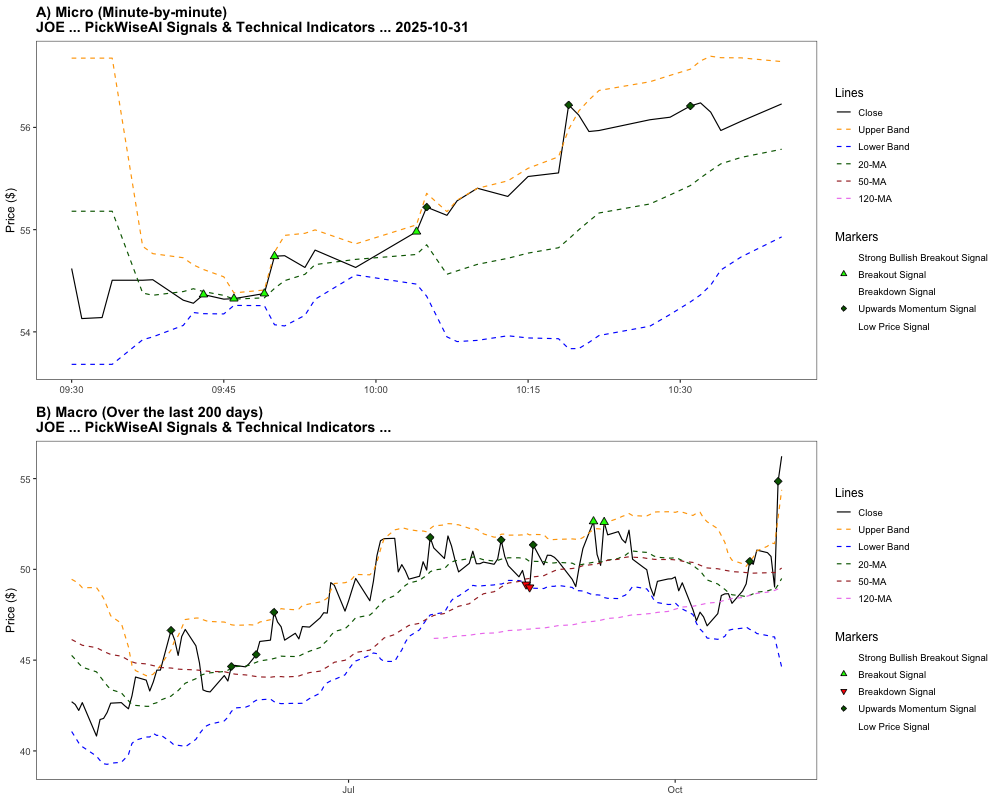 A) Micro (Minute-by-minute)
JOE ... PickWiseAI Signals & Technical Indicators ... 2025-10-31
Price ($)
56
55
54
09:30
09:45
10:00
10:15
10:30
Lines
Close
Upper Band
Lower Band
20-MA
50-MA
120-MA
Markers
Strong Bullish Breakout Signal
Breakout Signal
Breakdown Signal
Upwards Momentum Signal
Low Price Signal
B) Macro (Over the last 200 days)
JOE ... PickWiseAI Signals & Technical Indicators ...
Price ($)
55
50
45
40
Jul
Oct
Lines
Close
Upper Band
Lower Band
20-MA
50-MA
120-MA
Markers
Strong Bullish Breakout Signal
Breakout Signal
Breakdown Signal
Upwards Momentum Signal
Low Price Signal